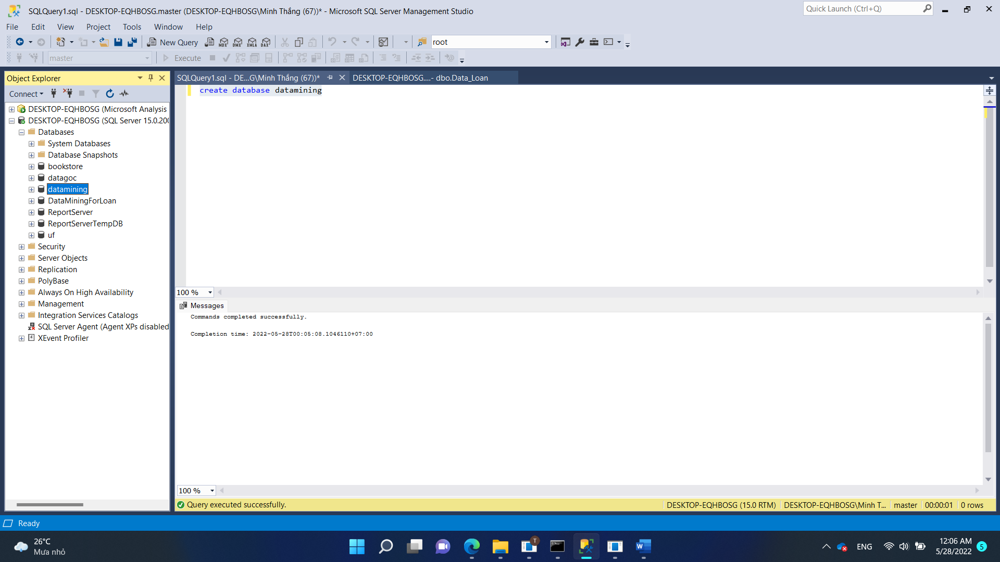 SQLQuery1.sql - DESKTOP-EQHBOSG.master (DESKTOP-EQHBOSG\Minh Thắng (67))* - Microsoft SQL Server Management Studio
Quick Launch (Ctrl+Q)
File Edit View Project Tools Window Help
New Query MDX DMX XMLA DAX root
master Execute
Object Explorer
SQLQuery1.sql - DE...G\Minh Thắng (67))*
DESKTOP-EQHBOSG....- dbo.Data_Loan
Connect
create database datamining
DESKTOP-EQHBOSG (Microsoft Analysis
DESKTOP-EQHBOSG (SQL Server 15.0.200
Databases
System Databases
Database Snapshots
bookstore
datagoc
datamining
DataMiningForLoan
ReportServer
ReportServerTempDB
uf
Security
Server Objects
Replication
PolyBase
Always On High Availability
Management
Integration Services Catalogs
SQL Server Agent (Agent XPs disabled
XEvent Profiler
100 %
Messages
Commands completed successfully.
Completion time: 2022-05-28T00:05:08.1046110+07:00
100 %
Query executed successfully.
DESKTOP-EQHBOSG (15.0 RTM) DESKTOP-EQHBOSG\Minh T... master 00:00:01 0 rows
Ready
26°C
Mưa nhỏ
T
W
ENG
12:06 AM
5/28/2022
5